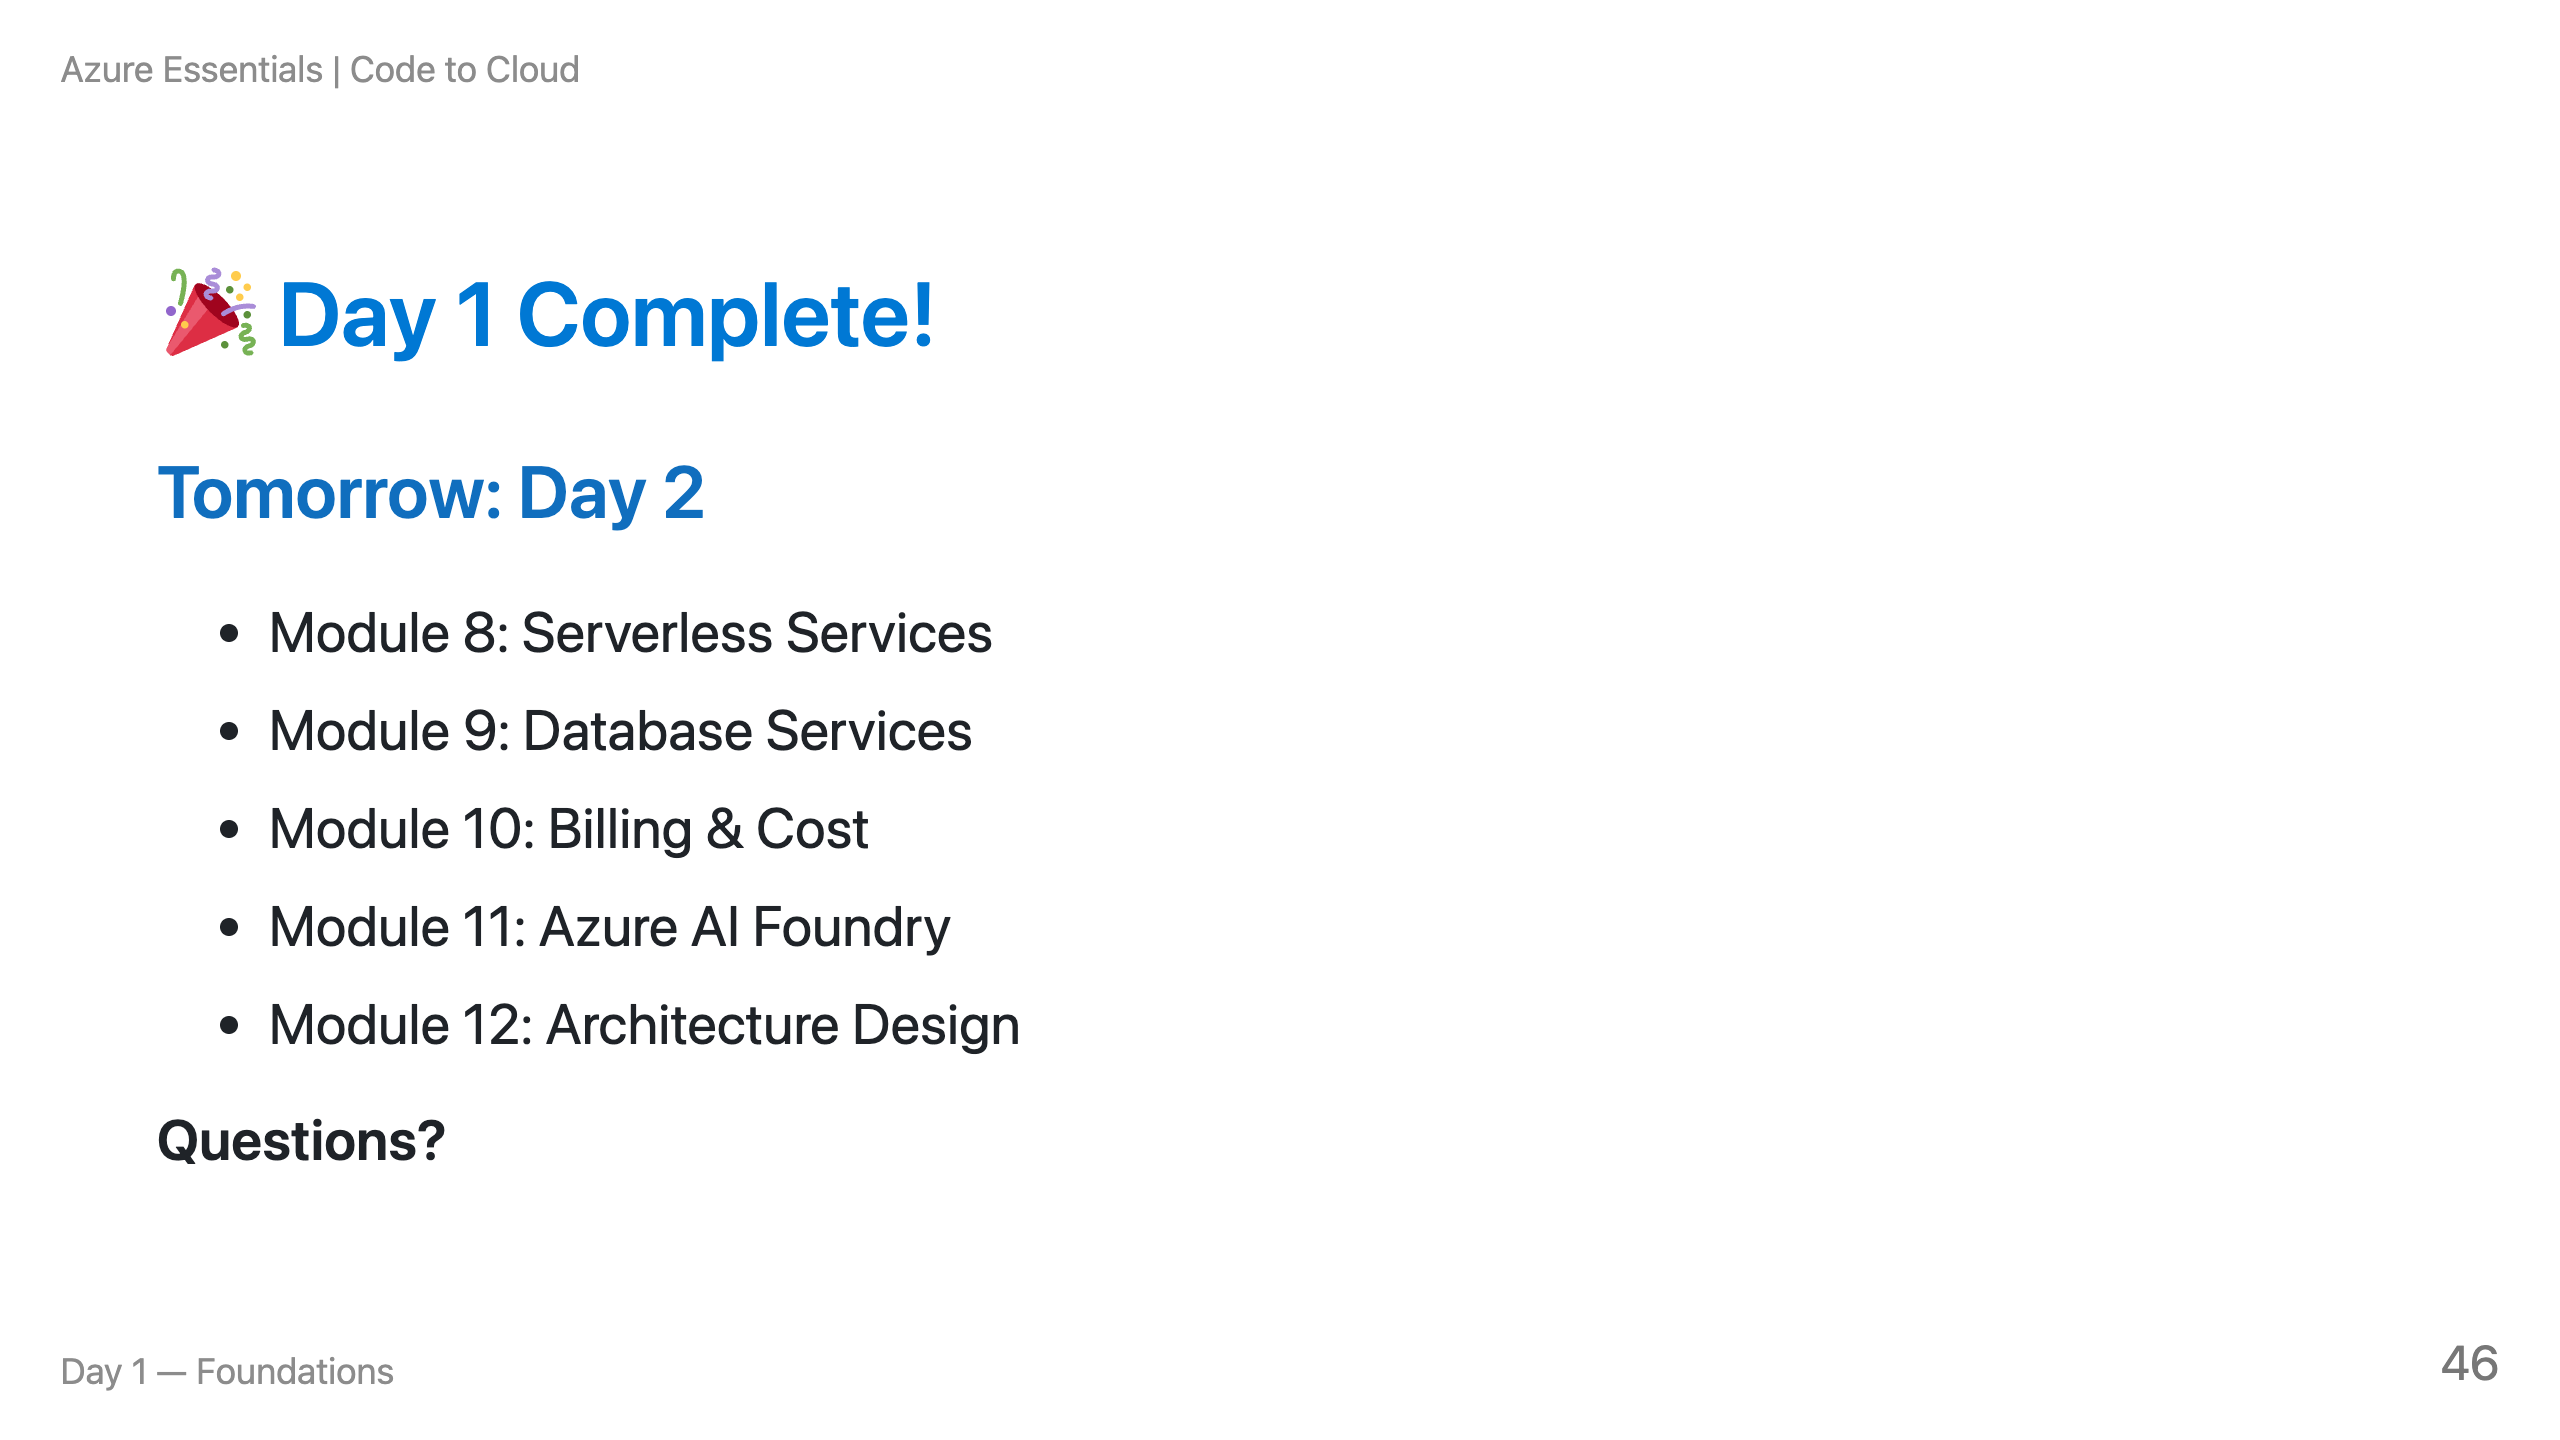 Azure Essentials | Code to Cloud
🎉 Day 1 Complete!
Tomorrow: Day 2
• Module 8: Serverless Services
• Module 9: Database Services
• Module 10: Billing & Cost
• Module 11: Azure AI Foundry
• Module 12: Architecture Design
Questions?
Day 1 — Foundations
46